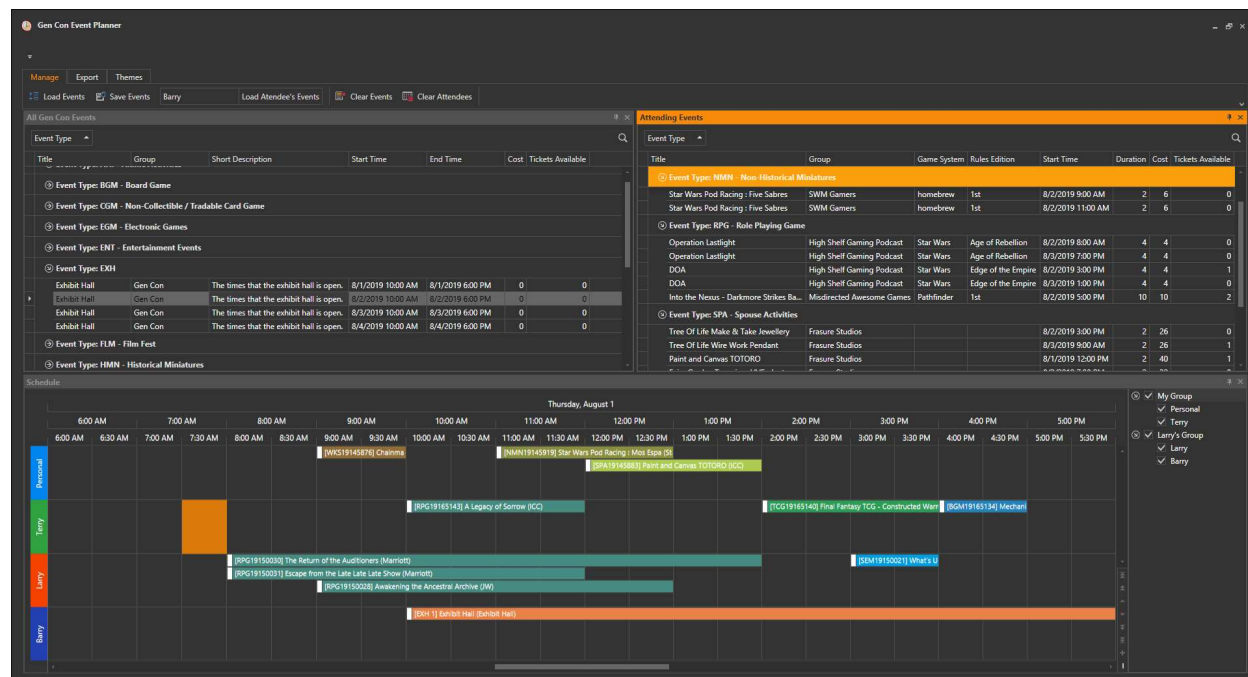 Gen Con Event Planner
Manage Export Themes
Load Events Save Events Barry Load Atendee's Events Clear Events Clear Attendees
All Gen Con Events
Event Type
Title Group Short Description Start Time End Time Cost Tickets Available
Event Type: BGM - Board Game
Event Type: CGM - Non-Collectible / Tradable Card Game
Event Type: EGM - Electronic Games
Event Type: ENT - Entertainment Events
Event Type: EXH
Exhibit Hall Gen Con The times that the exhibit hall is open. 8/1/2019 10:00 AM 8/1/2019 6:00 PM 0 0
Exhibit Hall Gen Con The times that the exhibit hall is open. 8/2/2019 10:00 AM 8/2/2019 6:00 PM 0 0
Exhibit Hall Gen Con The times that the exhibit hall is open. 8/3/2019 10:00 AM 8/3/2019 6:00 PM 0 0
Exhibit Hall Gen Con The times that the exhibit hall is open. 8/4/2019 10:00 AM 8/4/2019 6:00 PM 0 0
Event Type: FLM - Film Fest
Event Type: HMN - Historical Miniatures
Attending Events
Event Type
Title Group Game System Rules Edition Start Time Duration Cost Tickets Available
Event Type: NMN - Non-Historical Miniatures
Star Wars Pod Racing : Five Sabres SWM Gamers homebrew 1st 8/2/2019 9:00 AM 2 6 0
Star Wars Pod Racing : Five Sabres SWM Gamers homebrew 1st 8/2/2019 11:00 AM 2 6 0
Event Type: RPG - Role Playing Game
Operation Lastlight High Shelf Gaming Podcast Star Wars Age of Rebellion 8/2/2019 8:00 AM 4 4 0
Operation Lastlight High Shelf Gaming Podcast Star Wars Age of Rebellion 8/3/2019 7:00 PM 4 4 0
DOA High Shelf Gaming Podcast Star Wars Edge of the Empire 8/2/2019 3:00 PM 4 4 1
DOA High Shelf Gaming Podcast Star Wars Edge of the Empire 8/3/2019 1:00 PM 4 4 0
Into the Nexus - Darkmore Strikes Ba... Misdirected Awesome Games Pathfinder 1st 8/2/2019 5:00 PM 10 10 2
Event Type: SPA - Spouse Activities
Tree Of Life Make & Take Jewellery Frasure Studios 8/2/2019 3:00 PM 2 26 0
Tree Of Life Wire Work Pendant Frasure Studios 8/3/2019 9:00 AM 2 26 1
Paint and Canvas TOTORO Frasure Studios 8/1/2019 12:00 PM 2 40 1
Schedule
Thursday, August 1
6:00 AM 7:00 AM 8:00 AM 9:00 AM 10:00 AM 11:00 AM 12:00 PM 1:00 PM 2:00 PM 3:00 PM 4:00 PM 5:00 PM
6:00 AM 6:30 AM 7:00 AM 7:30 AM 8:00 AM 8:30 AM 9:00 AM 9:30 AM 10:00 AM 10:30 AM 11:00 AM 11:30 AM 12:00 PM 12:30 PM 1:00 PM 1:30 PM 2:00 PM 2:30 PM 3:00 PM 3:30 PM 4:00 PM 4:30 PM 5:00 PM 5:30 PM
Personal
[WKS19145876] Chainma [NMN19145919] Star Wars Pod Racing : Mos Espa (St
[SPA19145883] Paint and Canvas TOTORO (ICC)
Terry
[RPG19165143] A Legacy of Sorrow (ICC) [TCG19165140] Final Fantasy TCG - Constructed Warr [BGM19165134] Mechani
Larry
[RPG19150030] The Return of the Auditioners (Marriott) [SEM19150021] What's U
[RPG19150031] Escape from the Late Late Late Show (Marriott)
[RPG19150028] Awakening the Ancestral Archive (JW)
Barry
[EXH 1] Exhibit Hall (Exhibit Hall)
My Group
Personal
Terry
Larry's Group
Larry
Barry